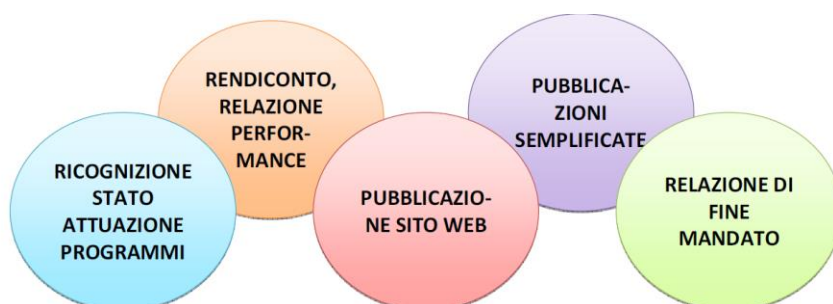 RICOGNIZIONE
STATO
ATTUAZIONE
PROGRAMMI
RENDICONTO,
RELAZIONE
PERFOR-
MANCE
PUBBLICAZIO-
NE SITO WEB
PUBBLICA-
ZIONI
SEMPLIFICATE
RELAZIONE DI
FINE
MANDATO